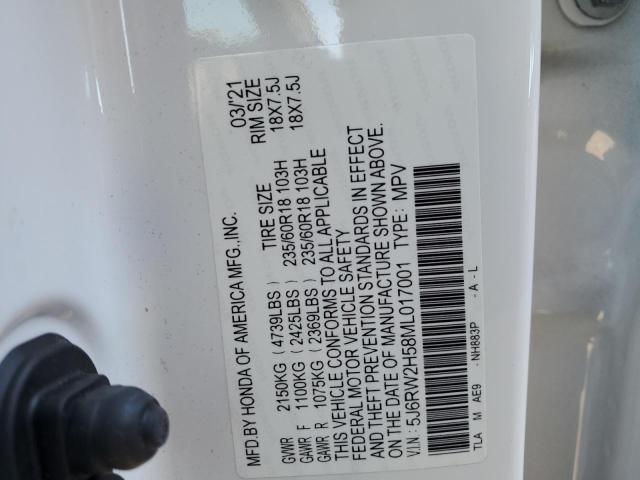 MFD.BY HONDA OF AMERICA MFG.,INC. 03/'21
TIRE SIZE RIM SIZE
GVWR 2150KG (4739LBS)
GAWR F 1100KG (2425LBS) 235/60R18 103H 18X7.5J
GAWR R 1075KG (2369LBS) 235/60R18 103H 18X7.5J
THIS VEHICLE CONFORMS TO ALL APPLICABLE
FEDERAL MOTOR VEHICLE SAFETY
AND THEFT PREVENTION STANDARDS IN EFFECT
ON THE DATE OF MANUFACTURE SHOWN ABOVE.
V.I.N: 5J6RW2H58ML017001 TYPE: MPV
TLA M AE9 -NH883P -A-L